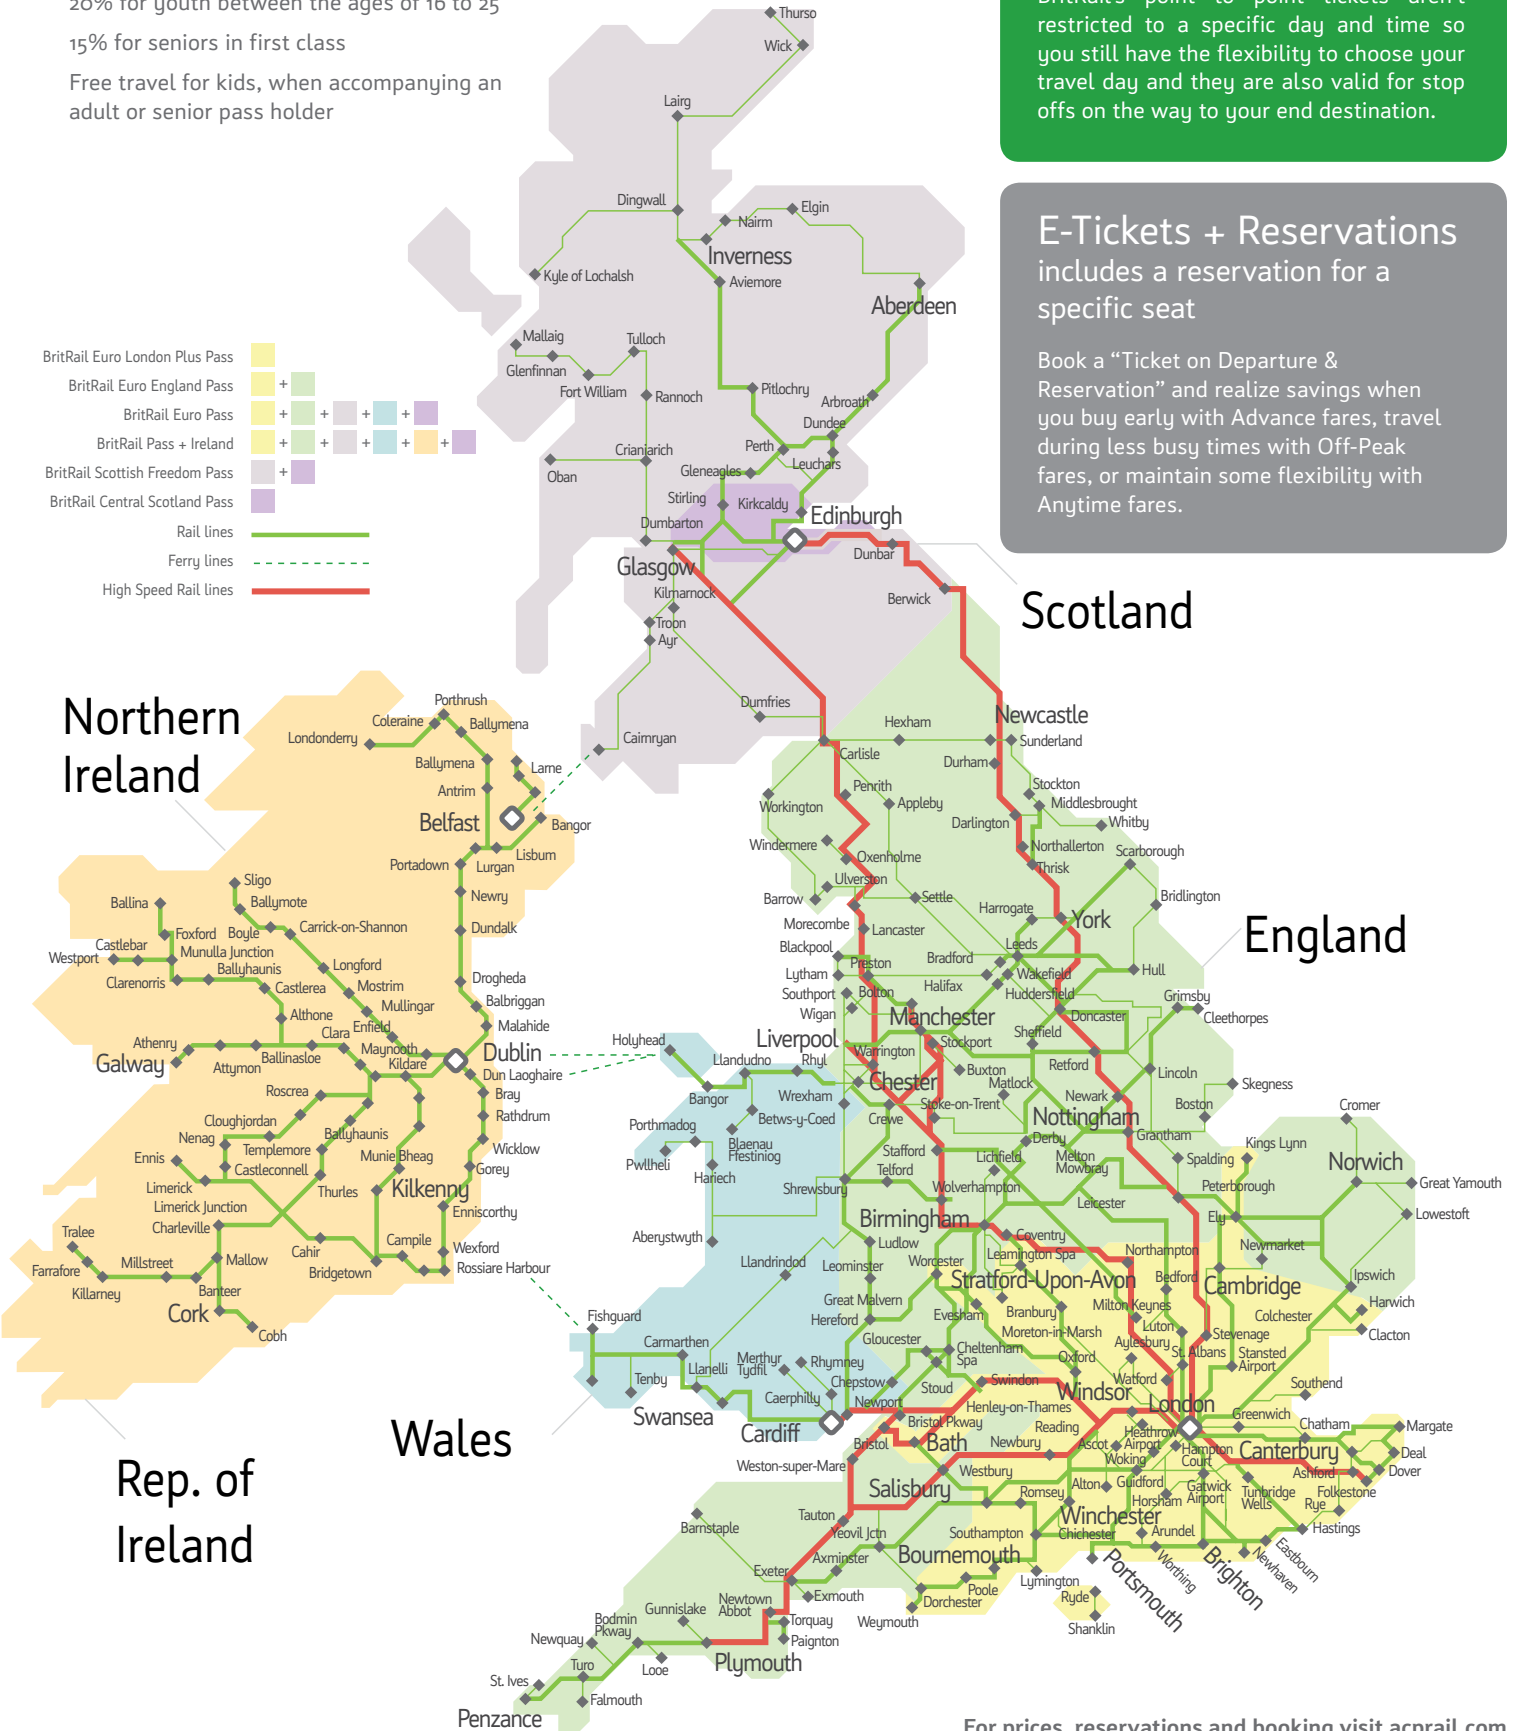 20% for youth between the ages of 16 to 25
15% for seniors in first class
Free travel for kids, when accompanying an
adult or senior pass holder
BritRail's point to point tickets aren't
restricted to a specific day and time so
you still have the flexibility to choose your
travel day and they are also valid for stop
offs on the way to your end destination.
E-Tickets + Reservations
includes a reservation for a
specific seat
Book a “Ticket on Departure &
Reservation” and realize savings when
you buy early with Advance fares, travel
during less busy times with Off-Peak
fares, or maintain some flexibility with
Anytime fares.
BritRail Euro London Plus Pass
BritRail Euro England Pass
+
BritRail Euro Pass
+ + + +
BritRail Pass + Ireland
+ + + + +
BritRail Scottish Freedom Pass
+
BritRail Central Scotland Pass
Rail lines
Ferry lines
High Speed Rail lines
Scotland
Thurso
Wick
Lairg
Dingwall
Elgin
Nairm
Inverness
Kyle of Lochalsh
Aviemore
Aberdeen
Mallaig
Tulloch
Glenfinnan
Fort William
Rannoch
Pitlochry
Arbroath
Dundee
Crianlarich
Perth
Leuchars
Oban
Gleneagles
Stirling
Kirkcaldy
Edinburgh
Dumbarton
Dunbar
Glasgow
Kilmarnock
Berwick
Troon
Ayr
Dumfries
Cairnryan
Northern
Ireland
Porthrush
Coleraine
Ballymena
Londonderry
Ballymena
Larne
Antrim
Belfast
Bangor
Lisburn
Portadown
Lurgan
Newry
Dundalk
Drogheda
Balbriggan
Malahide
Sligo
Ballina
Ballymote
Foxford
Boyle
Carrick-on-Shannon
Castlebar
Westport
Munulla Junction
Ballyhaunis
Longford
Clarenorris
Castlerea
Mostrim
Mullingar
Althone
Clara
Enfield
Athenry
Maynooth
Galway
Attymon
Ballinasloe
Kildare
Dublin
Dun Laoghaire
Roscrea
Bray
Cloughjordan
Rathdrum
Nenag
Ballyhaunis
Templemore
Wicklow
Ennis
Munie Bheag
Castleconnell
Gorey
Limerick
Thurles
Kilkenny
Limerick Junction
Enniscorthy
Charleville
Tralee
Campile
Wexford
Cahir
Farrafore
Millstreet
Mallow
Bridgetown
Rossiare Harbour
Killarney
Banteer
Cork
Cobh
Rep. of
Ireland
England
Hexham
Newcastle
Sunderland
Carlisle
Durham
Penrith
Stockton
Workington
Appleby
Middlesbrought
Darlington
Whitby
Windermere
Northallerton
Scarborough
Oxenholme
Thrisk
Ulverston
Barrow
Settle
Bridlington
Harrogate
York
Morecombe
Lancaster
Leeds
Blackpool
Bradford
Preston
Wakefield
Hull
Lytham
Halifax
Southport
Bolton
Huddersfield
Grimsby
Wigan
Manchester
Doncaster
Cleethorpes
Sheffield
Liverpool
Warrington
Stockport
Retford
Buxton
Lincoln
Chester
Matlock
Skegness
Crewe
Stoke-on-Trent
Newark
Boston
Nottingham
Cromer
Derby
Grantham
Kings Lynn
Stafford
Lichfield
Melton
Mowbray
Spalding
Norwich
Telford
Shrewsbury
Wolverhampton
Peterborough
Great Yamouth
Leicester
Birmingham
Ely
Lowestoft
Ludlow
Coventry
Newmarket
Leamington Spa
Northampton
Leominster
Worcester
Stratford-Upon-Avon
Bedford
Cambridge
Ipswich
Great Malvern
Evesham
Branbury
Milton Keynes
Colchester
Harwich
Hereford
Moreton-in-Marsh
Luton
Stevenage
Clacton
Gloucester
Cheltenham
Spa
Aylesbury
St. Albans
Stansted
Airport
Oxford
Chepstow
Stoud
Swindon
Watford
Windsor
London
Southend
Henley-on-Thames
Greenwich
Bristol Pkway
Reading
Heathrow
Airport
Chatham
Margate
Bristol
Bath
Newbury
Ascot
Hampton
Court
Canterbury
Deal
Woking
Weston-super-Mare
Westbury
Alton
Guidford
Gatwick
Airport
Ashford
Dover
Salisbury
Romsey
Horsham
Tunbridge
Wells
Folkestone
Rye
Tauton
Winchester
Barnstaple
Yeovil Jctn
Southampton
Chichester
Arundel
Hastings
Axminster
Bournemouth
Exeter
Lymington
Portsmouth
Worthing
Brighton
Newhaven
Eastbourn
Exmouth
Poole
Ryde
Dorchester
Weymouth
Shanklin
Newtown
Abbot
Gunnislake
Torquay
Bodmin
Pkway
Paignton
Newquay
Plymouth
Turo
Looe
St. Ives
Falmouth
Penzance
Wales
Holyhead
Llandudno
Rhyl
Bangor
Wrexham
Betws-y-Coed
Porthmadog
Blaenau
Ffestiniog
Pwllheli
Hariech
Aberystwyth
Llandrindod
Fishguard
Carmarthen
Llanelli
Merthyr
Tydfil
Rhymney
Tenby
Caerphilly
Newport
Swansea
Cardiff
For prices, reservations and booking visit acprail.com